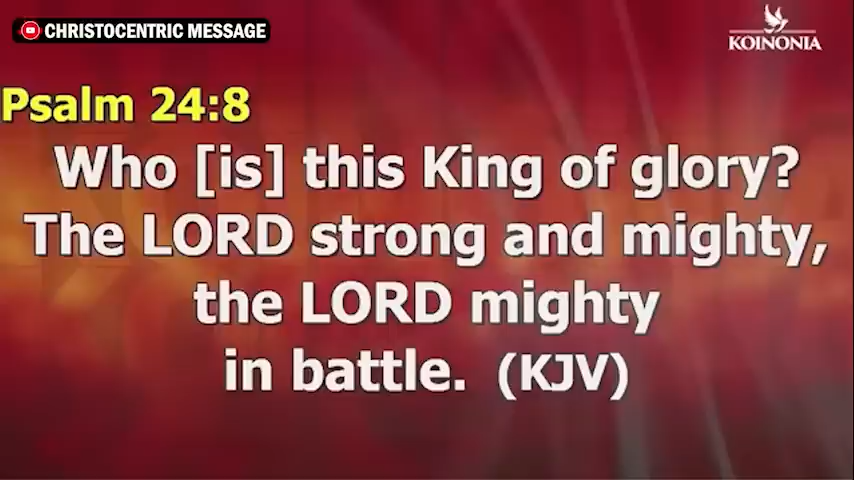 CHRISTOCENTRIC MESSAGE
KOINONIA
Psalm 24:8
Who [is] this King of glory?
The LORD strong and mighty,
the LORD mighty
in battle. (KJV)